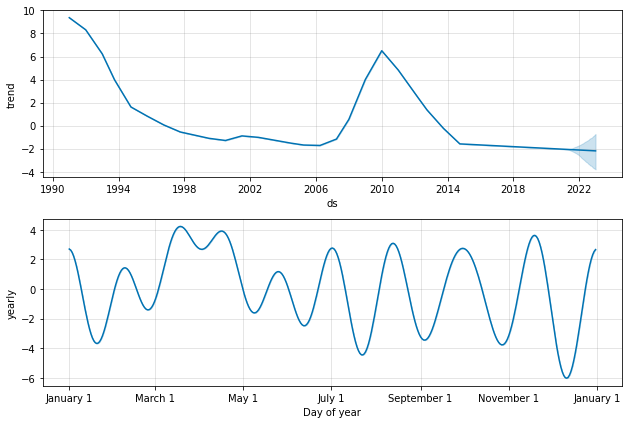 10
8
6
4
2
0
−2
−4
trend
1990 1994 1998 2002 2006 2010 2014 2018 2022
ds
4
2
0
−2
−4
−6
yearly
January 1 March 1 May 1 July 1 September 1 November 1 January 1
Day of year